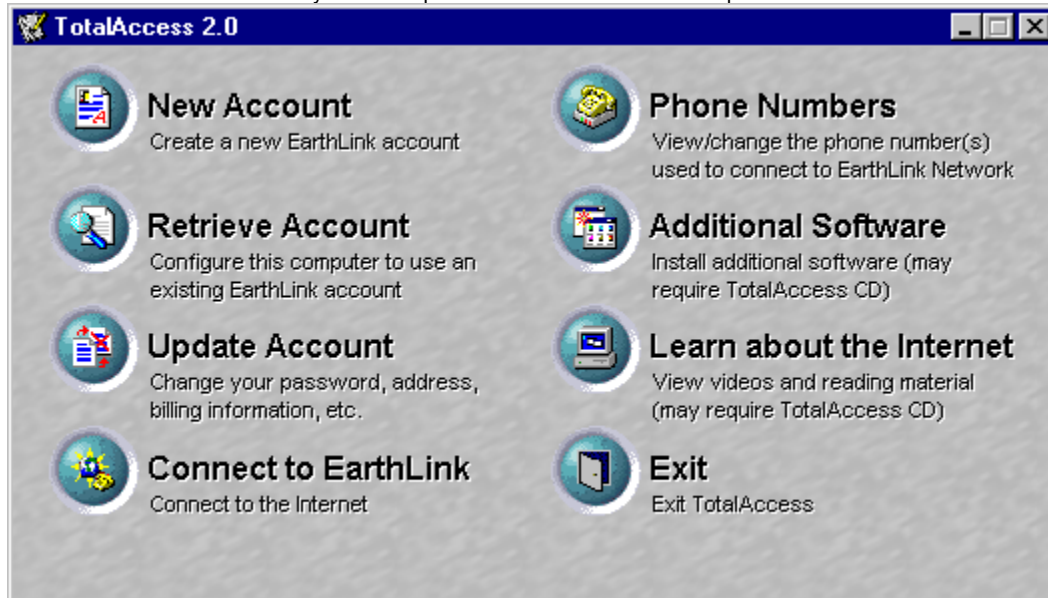 TotalAccess 2.0
New Account
Create a new EarthLink account
Retrieve Account
Configure this computer to use an
existing EarthLink account
Update Account
Change your password, address,
billing information, etc.
Connect to EarthLink
Connect to the Internet
Phone Numbers
View/change the phone number(s)
used to connect to EarthLink Network
Additional Software
Install additional software (may
require TotalAccess CD)
Learn about the Internet
View videos and reading material
(may require TotalAccess CD)
Exit
Exit TotalAccess